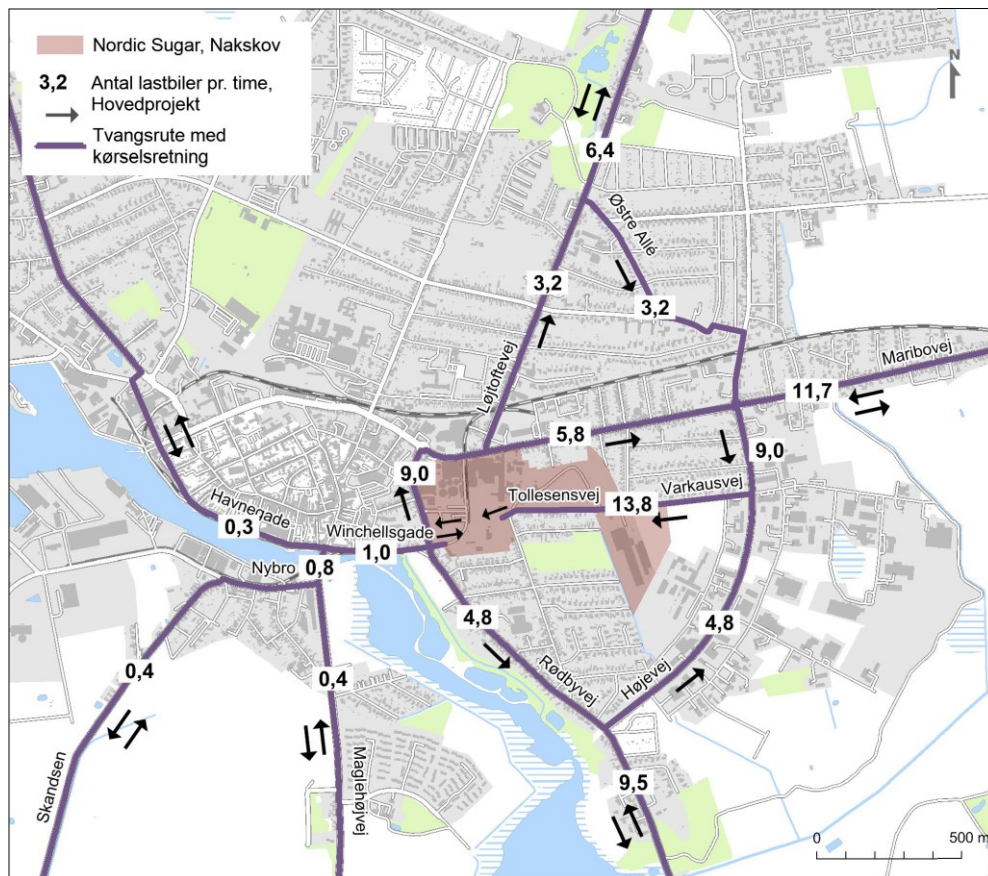 Nordic Sugar, Nakskov
3,2 Antal lastbiler pr. time,
Hovedprojekt
Tvangsrute med
kørselsretning
N
6,4
Østre Allé
3,2
3,2
Løjtoftevej
Maribovej
11,7
5,8
9,0
9,0
Tollesensvej
Varkausvej
13,8
Havnegade
0,3
Winchellsgade
1,0
Nybro
0,8
4,8
4,8
Rødbyvej
Højevej
0,4
0,4
Skandsen
Maglehøjvej
9,5
0 500 m